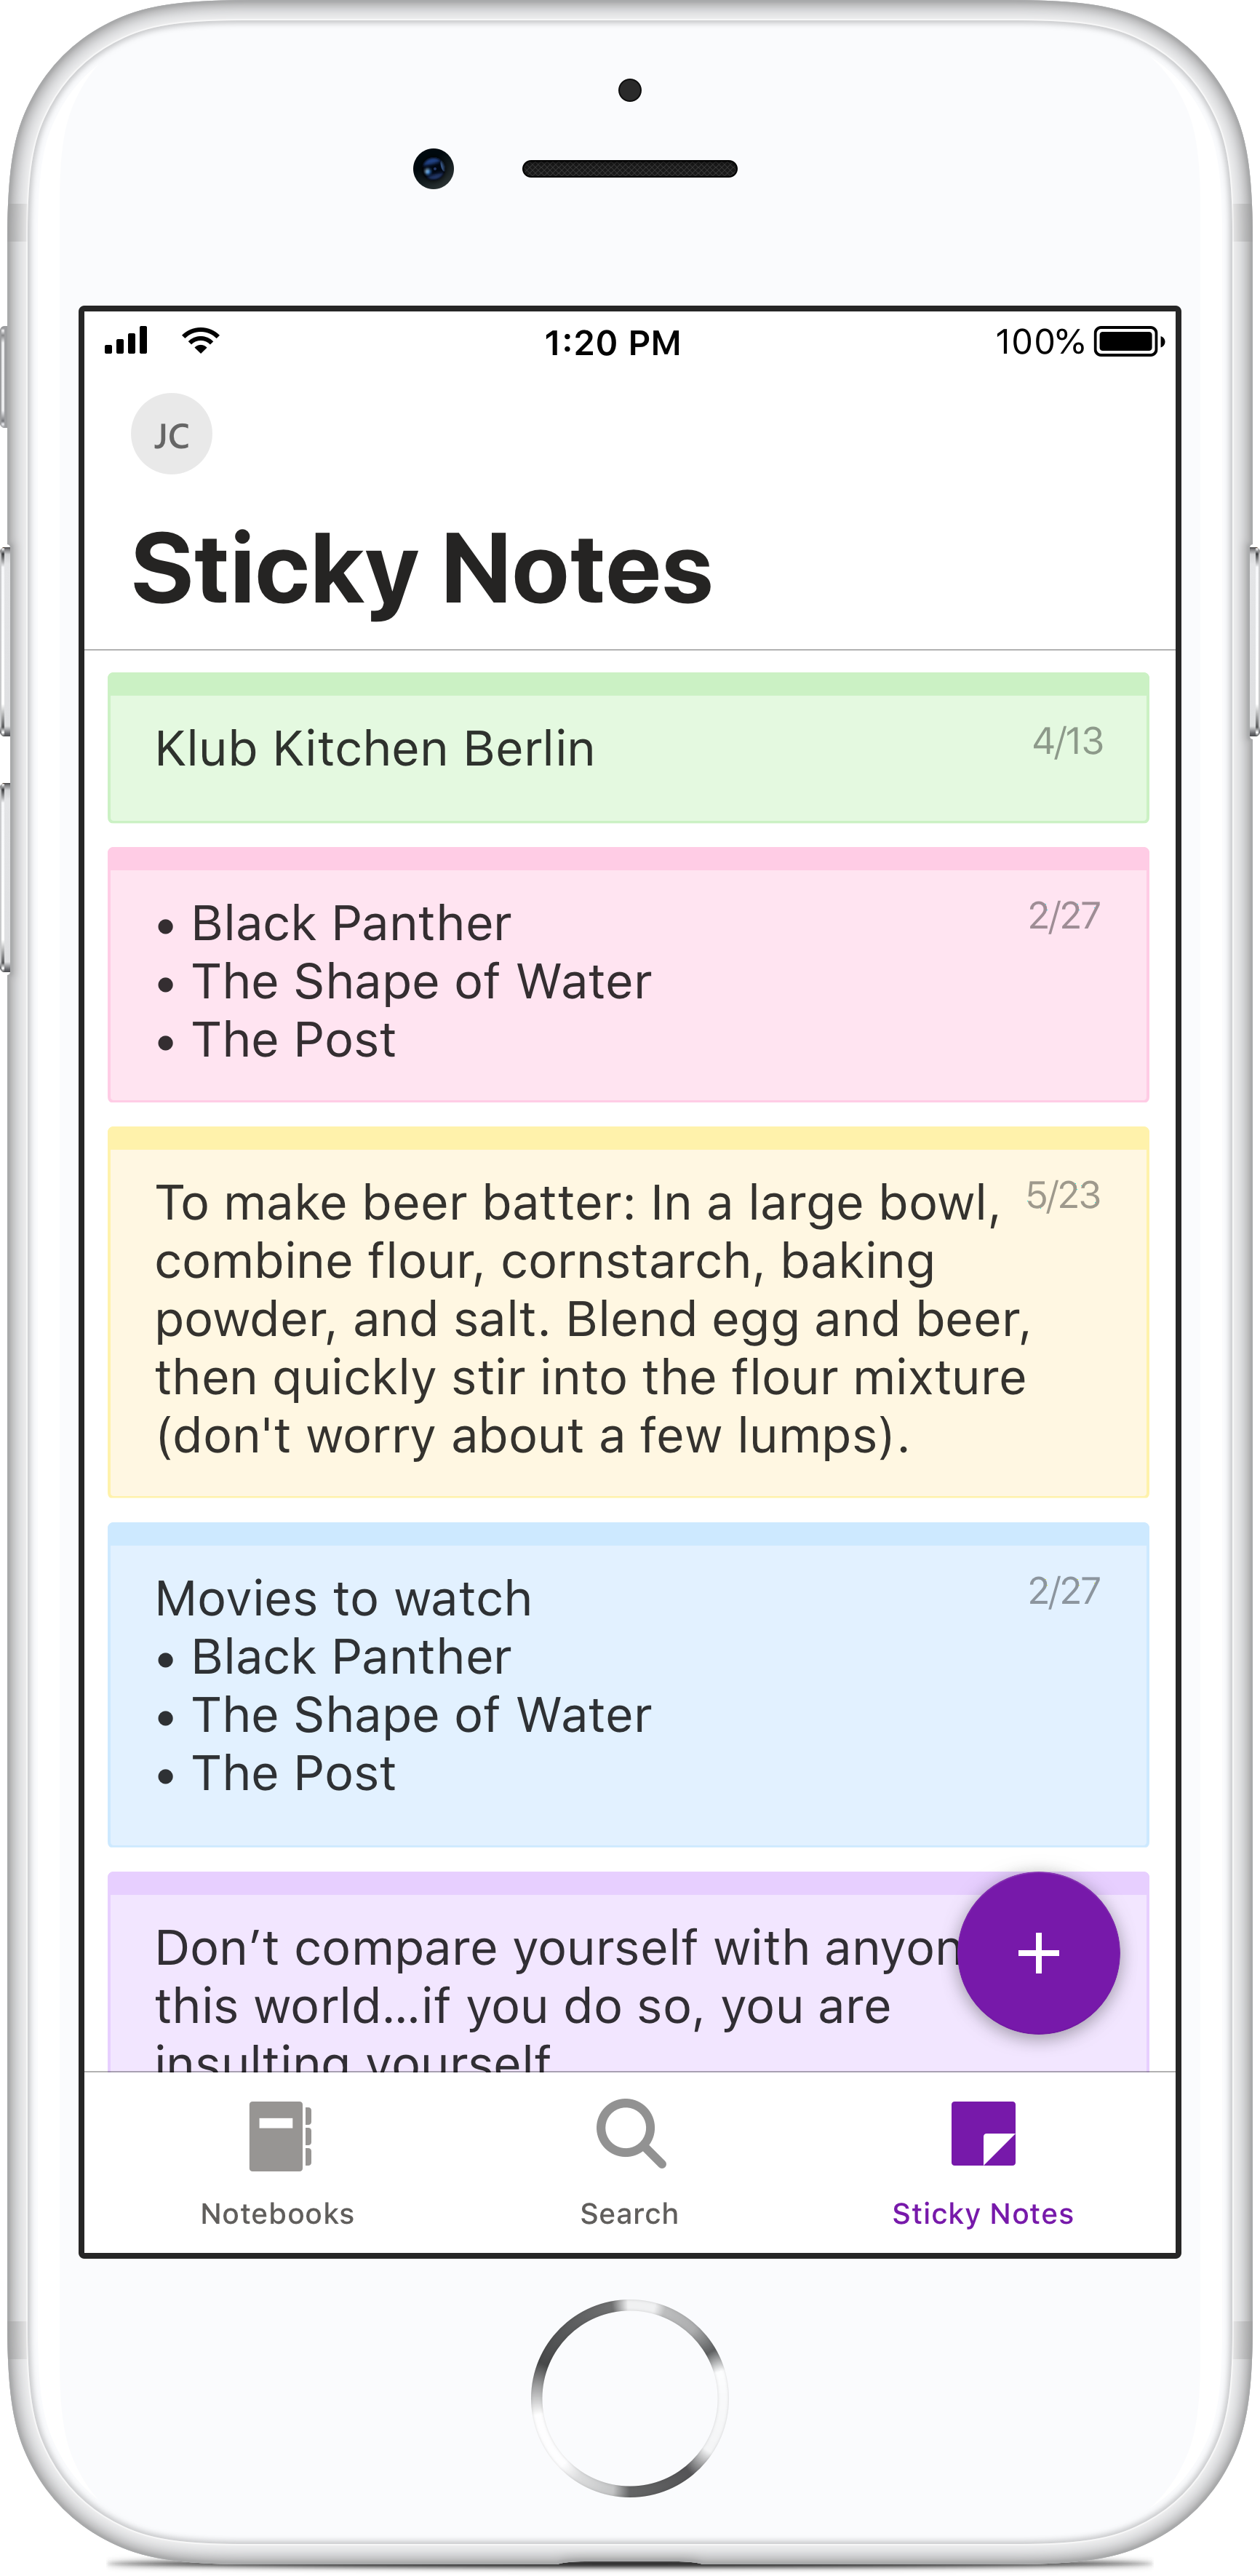 1:20 PM
100%
JC
Sticky Notes
Klub Kitchen Berlin
4/13
• Black Panther
2/27
• The Shape of Water
• The Post
To make beer batter: In a large bowl,
5/23
combine flour, cornstarch, baking
powder, and salt. Blend egg and beer,
then quickly stir into the flour mixture
(don't worry about a few lumps).
Movies to watch
2/27
• Black Panther
• The Shape of Water
• The Post
Don’t compare yourself with anyon
this world...if you do so, you are
insulting yourself
Notebooks
Search
Sticky Notes